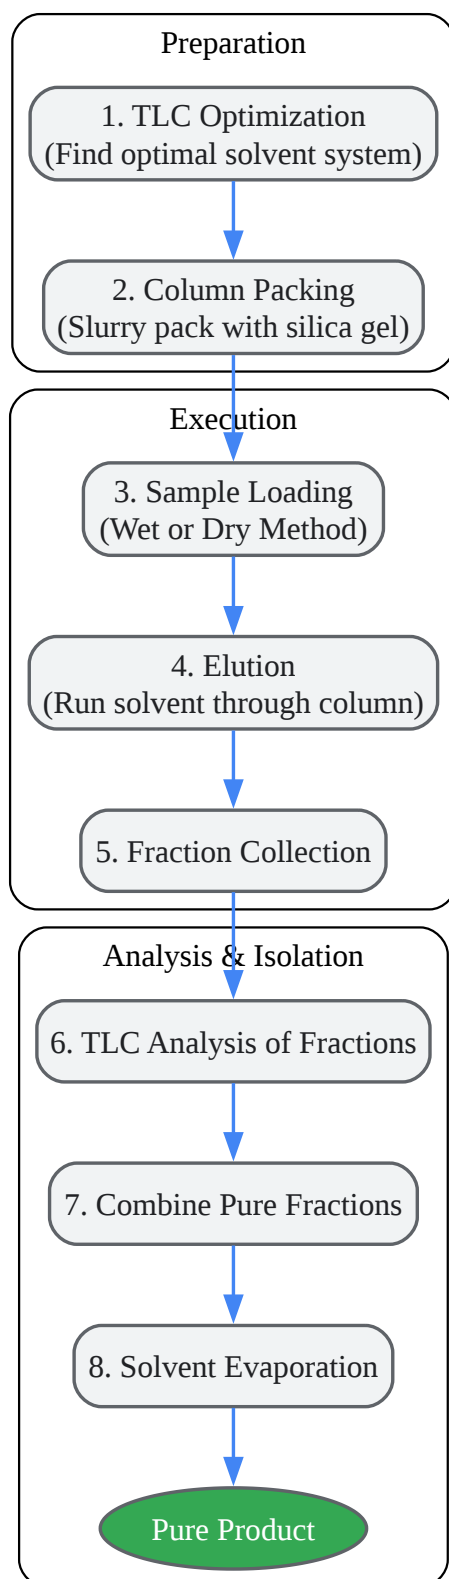 Preparation
1. TLC Optimization
(Find optimal solvent system)
2. Column Packing
(Slurry pack with silica gel)
Execution
3. Sample Loading
(Wet or Dry Method)
4. Elution
(Run solvent through column)
5. Fraction Collection
Analysis & Isolation
6. TLC Analysis of Fractions
7. Combine Pure Fractions
8. Solvent Evaporation
Pure Product